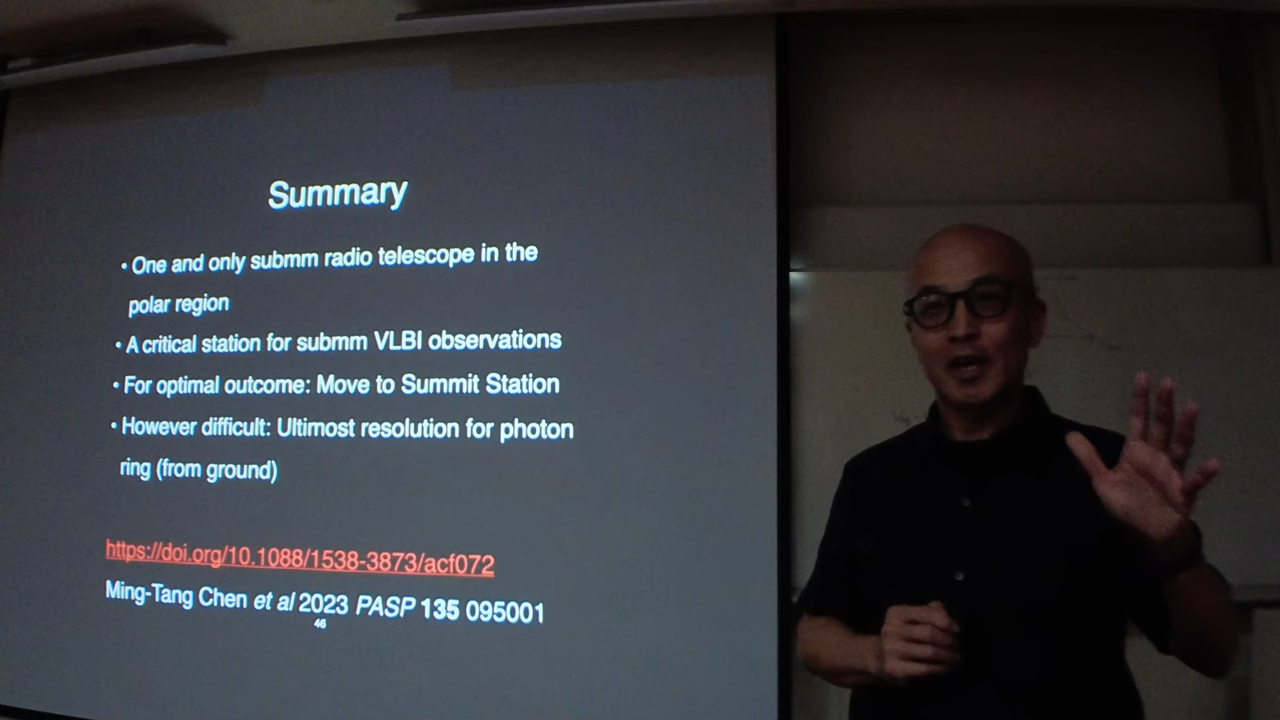 Summary
• One and only submm radio telescope in the
polar region
• A critical station for submm VLBI observations
• For optimal outcome: Move to Summit Station
• However difficult: Ultimost resolution for photon
ring (from ground)
https://doi.org/10.1088/1538-3873/acf072
Ming-Tang Chen et al 2023 PASP 135 095001
46